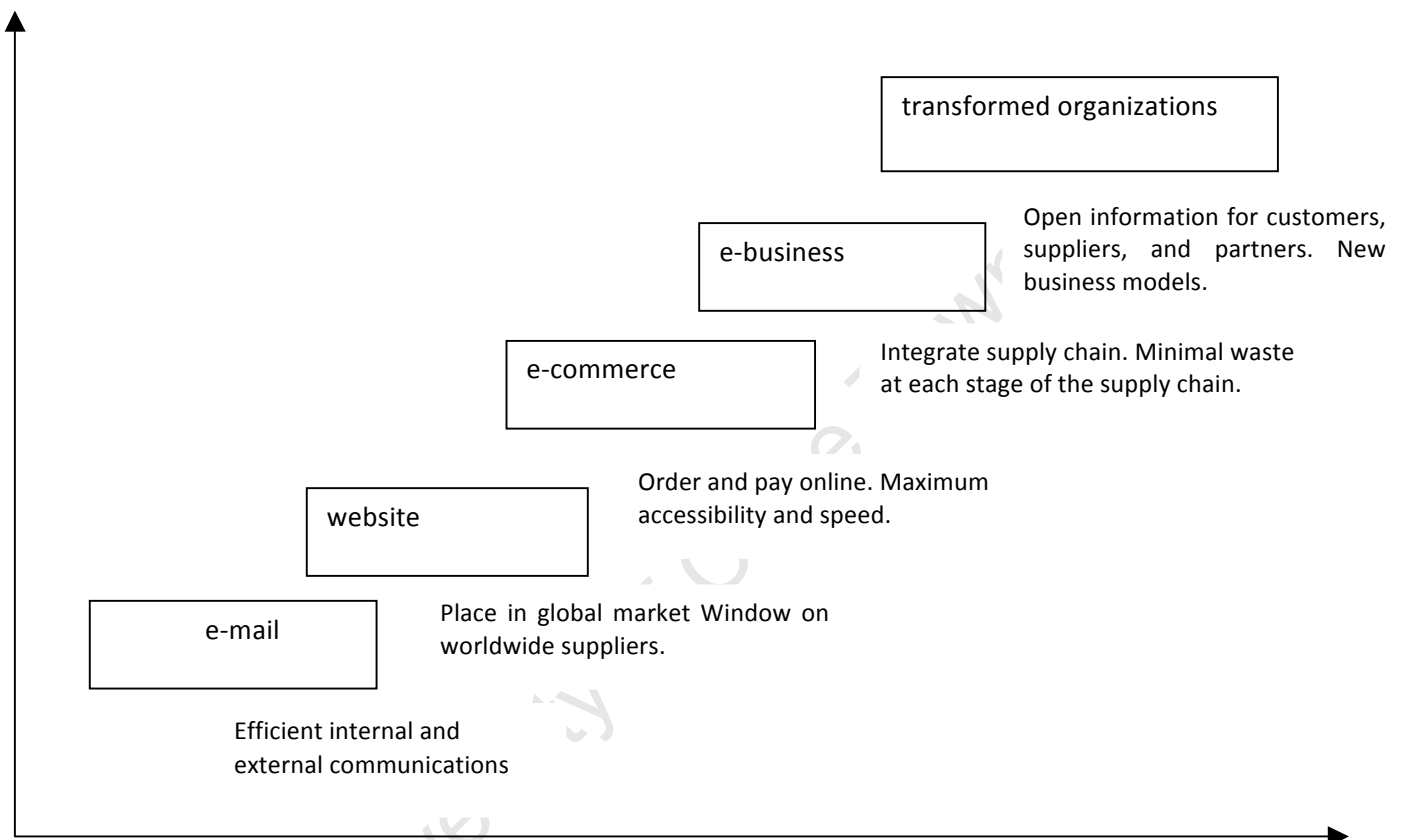 transformed organizations
Open information for customers,
suppliers, and partners. New
business models.
e-business
Integrate supply chain. Minimal waste
at each stage of the supply chain.
e-commerce
Order and pay online. Maximum
accessibility and speed.
website
Place in global market Window on
worldwide suppliers.
e-mail
Efficient internal and
external communications